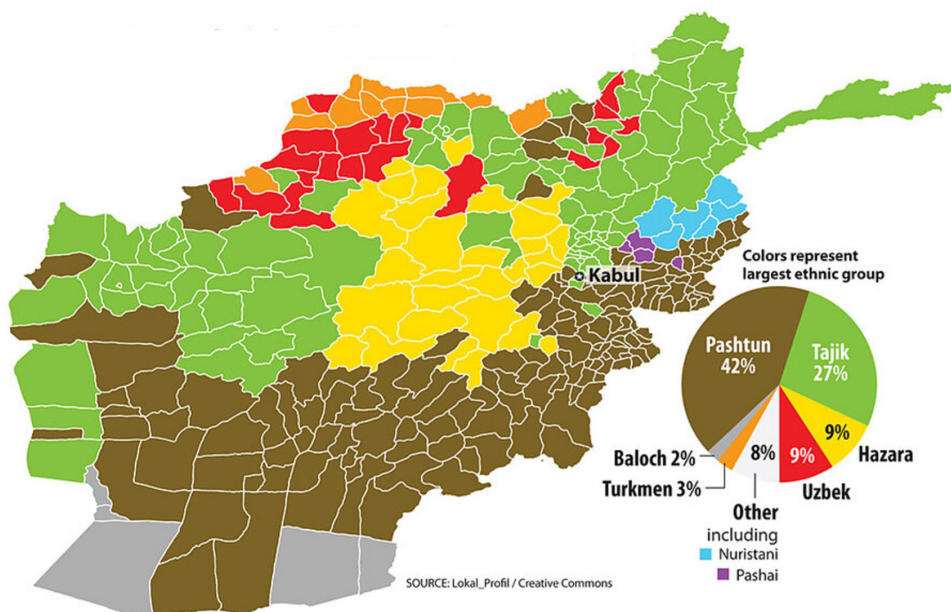 Kabul
Colors represent
largest ethnic group
Pashtun
42%
Tajik
27%
9%
Hazara
9%
Uzbek
8%
Other
including
Nuristani
Pashai
Baloch 2%
Turkmen 3%
SOURCE: Lokal_Profil / Creative Commons